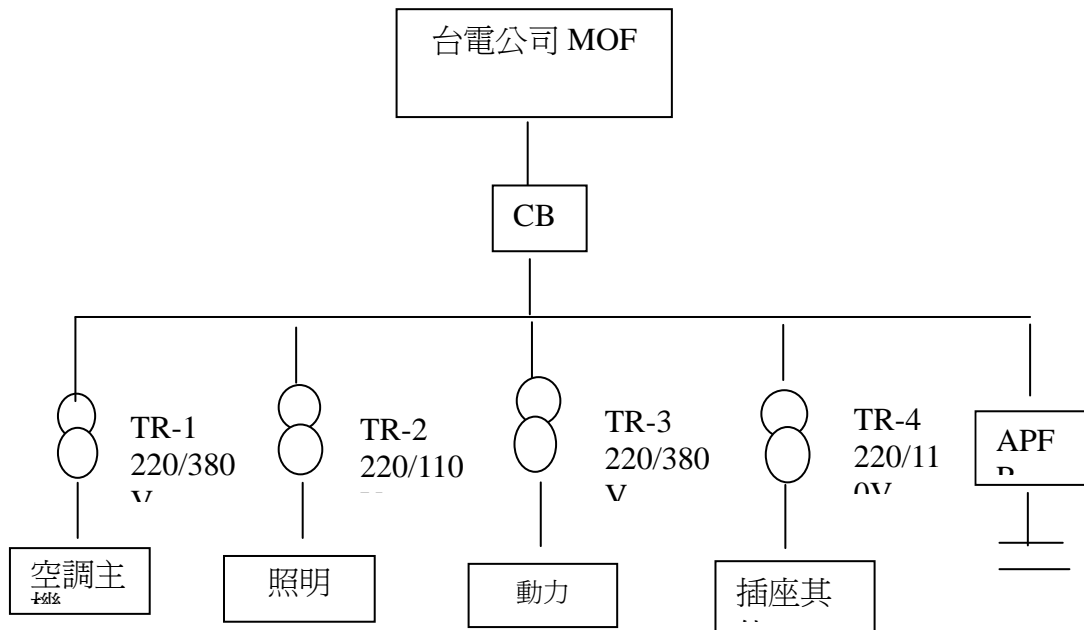 台電公司 MOF
CB
TR-1
220/380
V
TR-2
220/110
TR-3
220/380
V
TR-4
220/11
0V
APF
空調主
機
照明
動力
插座其